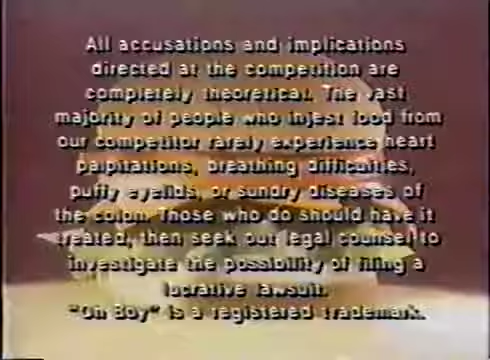 All accusations and implications
directed at the competition are
completely theoretical. The vast
majority of people who injest food from
our competitor rarely experience heart
palpitations, breathing difficulties,
puffy eyelids, or sundry diseases of
the colon. Those who do should have it
treated, then seek out legal counsel to
investigate the possibility of filing a
lucrative lawsuit.
"Oh Boy" is a registered trademark.